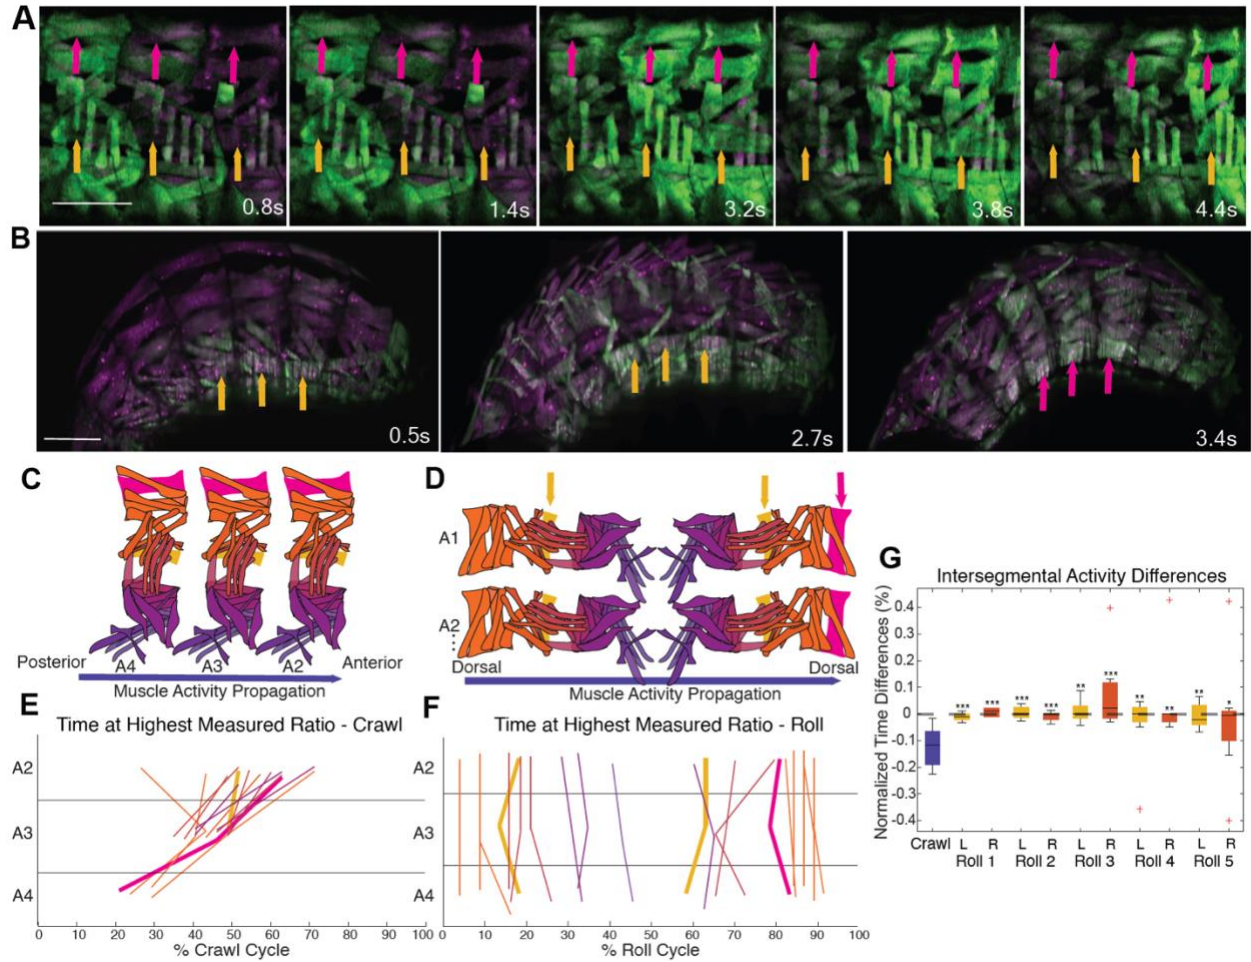 A
0.8s
1.4s
3.2s
3.8s
4.4s
B
0.5s
2.7s
3.4s
C
Posterior
A4
A3
A2
Anterior
Muscle Activity Propagation
D
A1
A2
⋮
Dorsal
Dorsal
Muscle Activity Propagation
E
Time at Highest Measured Ratio - Crawl
A2
A3
A4
0 10 20 30 40 50 60 70 80 90 100
% Crawl Cycle
F
Time at Highest Measured Ratio - Roll
A2
A3
A4
0 10 20 30 40 50 60 70 80 90 100
% Roll Cycle
G
Intersegmental Activity Differences
Normalized Time Differences (%)
0.4
0.3
0.2
0.1
0
-0.1
-0.2
-0.3
-0.4
*** *** *** *** ** *** ** ** ** *
Crawl L R L R L R L R L R
Roll 1 Roll 2 Roll 3 Roll 4 Roll 5